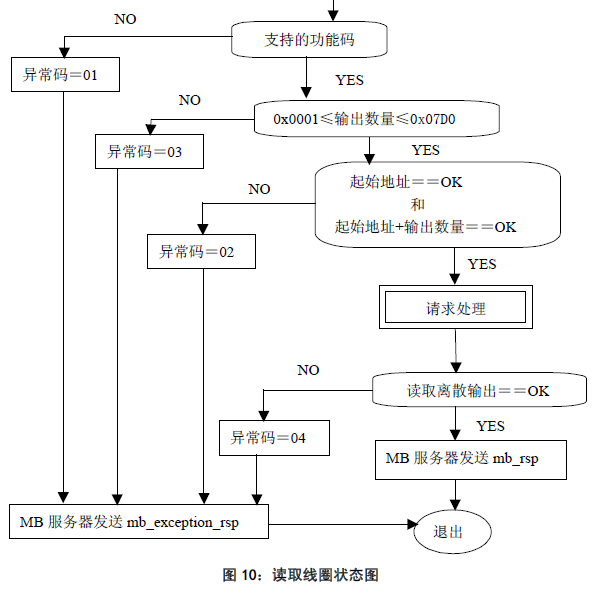 NO
支持的功能码
异常码＝01
YES
NO
0x0001≤输出数量≤0x07D0
异常码＝03
YES
起始地址＝＝OK
和
起始地址+输出数量＝＝OK
NO
异常码＝02
YES
请求处理
NO
读取离散输出＝＝OK
异常码＝04
YES
MB 服务器发送 mb_rsp
MB 服务器发送 mb_exception_rsp
退出
图 10：读取线圈状态图